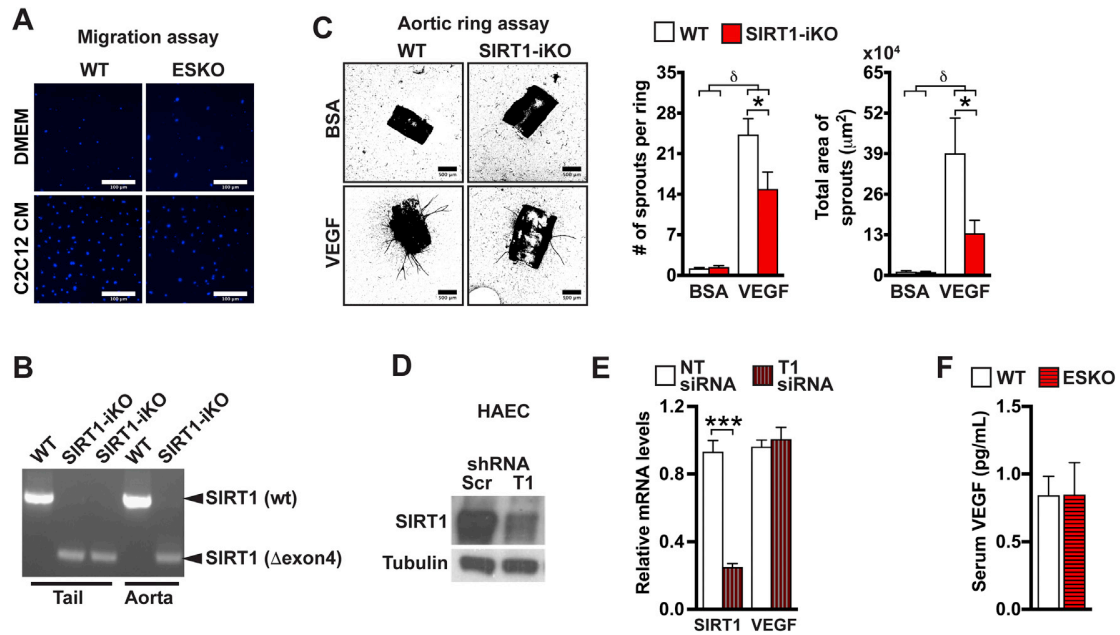 A
Migration assay
WT ESKO
DMEM
100 μm 100 μm
C2C12 CM
100 μm 100 μm
C
Aortic ring assay
WT SIRT1-iKO
BSA
500 μm 500 μm
VEGF
500 μm 500 μm
WT SIRT1-iKO
# of sprouts per ring
35
28
21
14
7
0
δ
*
BSA VEGF
x10⁴
Total area of
sprouts (μm²)
65
52
39
26
13
0
δ
*
BSA VEGF
B
WT
SIRT1-iKO
SIRT1-iKO
WT
SIRT1-iKO
SIRT1 (wt)
SIRT1 (Δexon4)
Tail Aorta
D
HAEC
shRNA
Scr T1
SIRT1
Tubulin
E
NT siRNA
T1 siRNA
Relative mRNA levels
1.2
0.8
0.4
0.0
***
SIRT1 VEGF
F
WT ESKO
Serum VEGF (pg/mL)
1.5
1.0
0.5
0.0